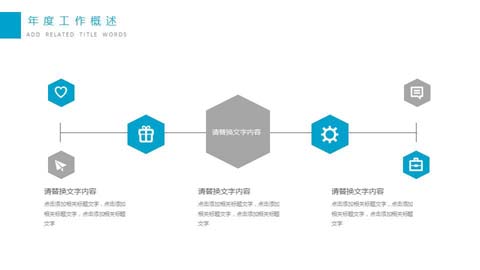 年度工作概述
ADD RELATED TITLE WORDS
请替换文字内容
请替换文字内容
点击添加相关标题文字，点击添加
相关标题文字，点击添加相关标题
文字
请替换文字内容
点击添加相关标题文字，点击添加
相关标题文字，点击添加相关标题
文字
请替换文字内容
点击添加相关标题文字，点击添加
相关标题文字，点击添加相关标题
文字